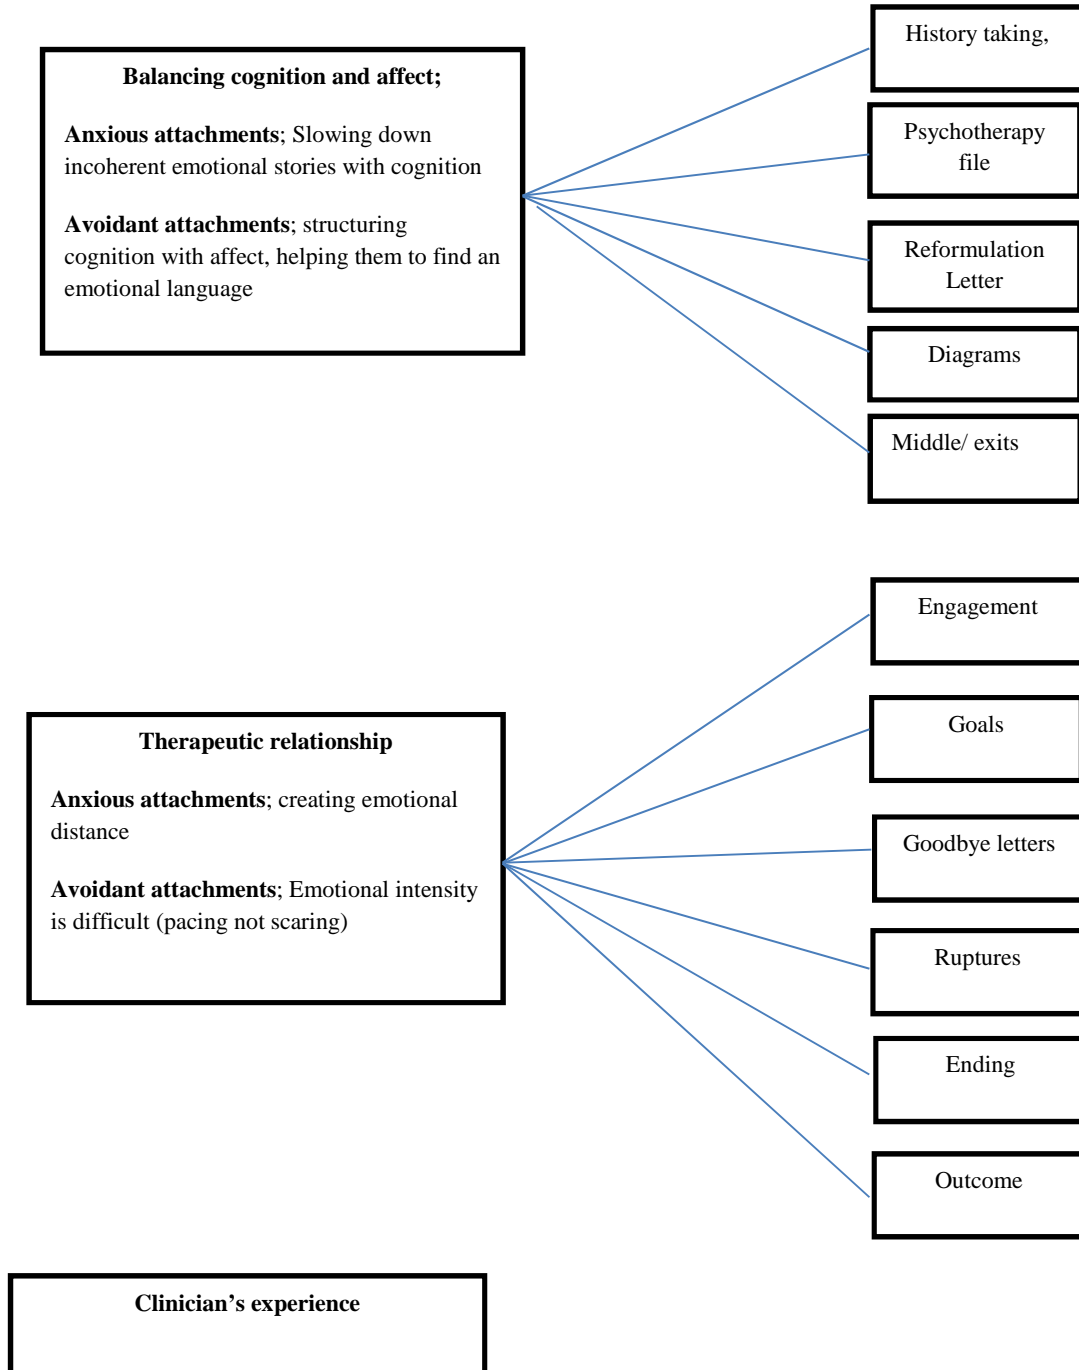 Balancing cognition and affect;
Anxious attachments; Slowing down
incoherent emotional stories with cognition
Avoidant attachments; structuring
cognition with affect, helping them to find an
emotional language
History taking,
Psychotherapy
file
Reformulation
Letter
Diagrams
Middle/ exits
Therapeutic relationship
Anxious attachments; creating emotional
distance
Avoidant attachments; Emotional intensity
is difficult (pacing not scaring)
Engagement
Goals
Goodbye letters
Ruptures
Ending
Outcome
Clinician’s experience